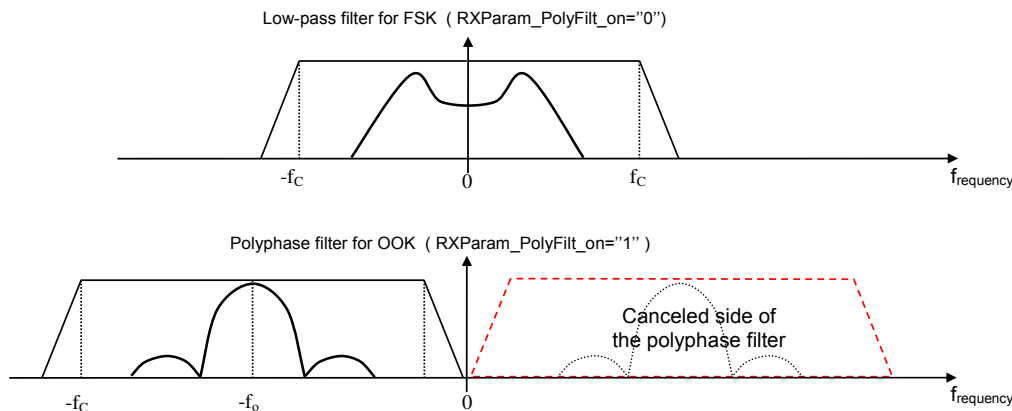 Low-pass filter for FSK ( RXParam_PolyFilt_on=''0'')
-fC
0
fC
frequency
Polyphase filter for OOK ( RXParam_PolyFilt_on=''1'' )
Canceled side of
the polyphase filter
-fC
-fo
0
frequency